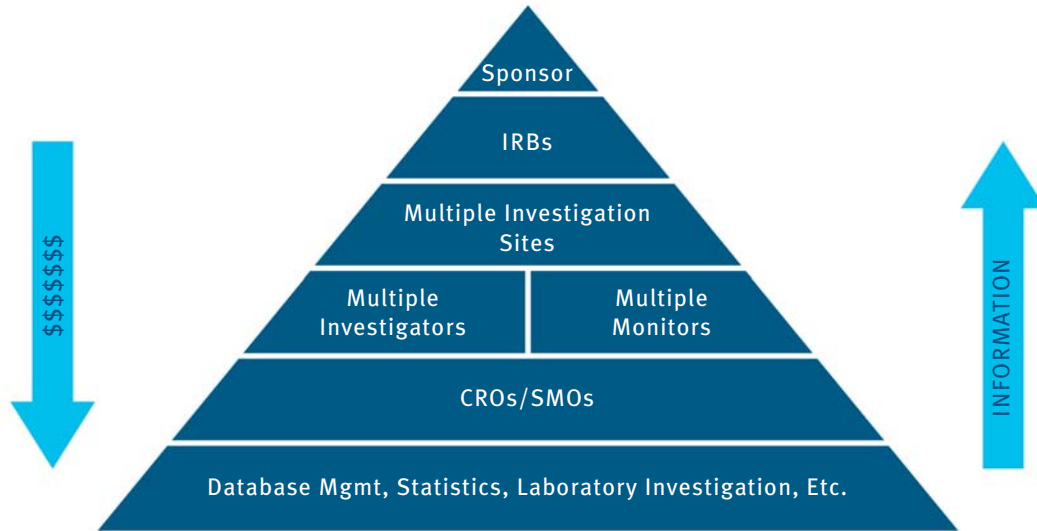 Sponsor
IRBs
Multiple Investigation
Sites
Multiple
Investigators
Multiple
Monitors
CROs/SMOs
Database Mgmt, Statistics, Laboratory Investigation, Etc.
$$$$$$$$
INFORMATION